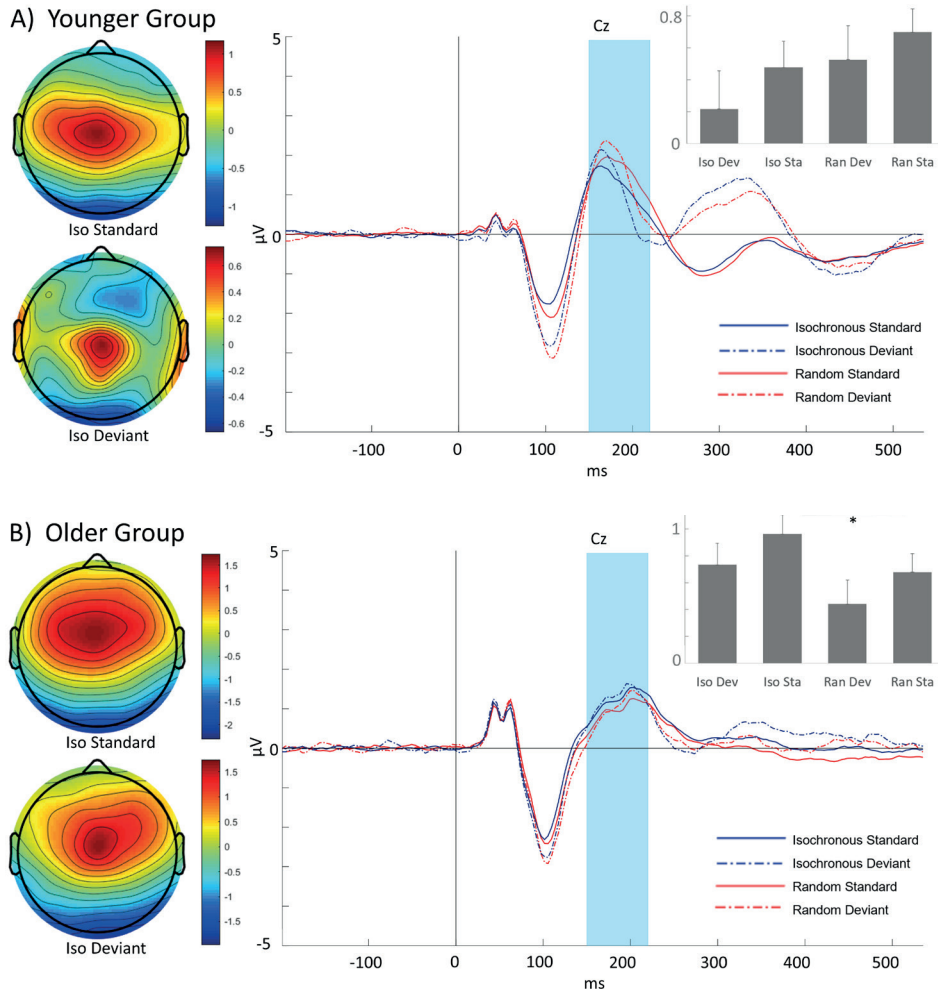 A) Younger Group
1
0.5
0
-0.5
-1
Iso Standard
0.6
0.4
0.2
0
-0.2
-0.4
-0.6
Iso Deviant
Cz
5
μV
0
-5
-100
0
100
200
300
400
500
ms
Isochronous Standard
Isochronous Deviant
Random Standard
Random Deviant
0.8
0
Iso Dev
Iso Sta
Ran Dev
Ran Sta
B) Older Group
1.5
1
0.5
0
-0.5
-1
-1.5
-2
Iso Standard
1.5
1
0.5
0
-0.5
-1
-1.5
Iso Deviant
Cz
5
μV
0
-5
-100
0
100
200
300
400
500
ms
Isochronous Standard
Isochronous Deviant
Random Standard
Random Deviant
*
1
0
Iso Dev
Iso Sta
Ran Dev
Ran Sta